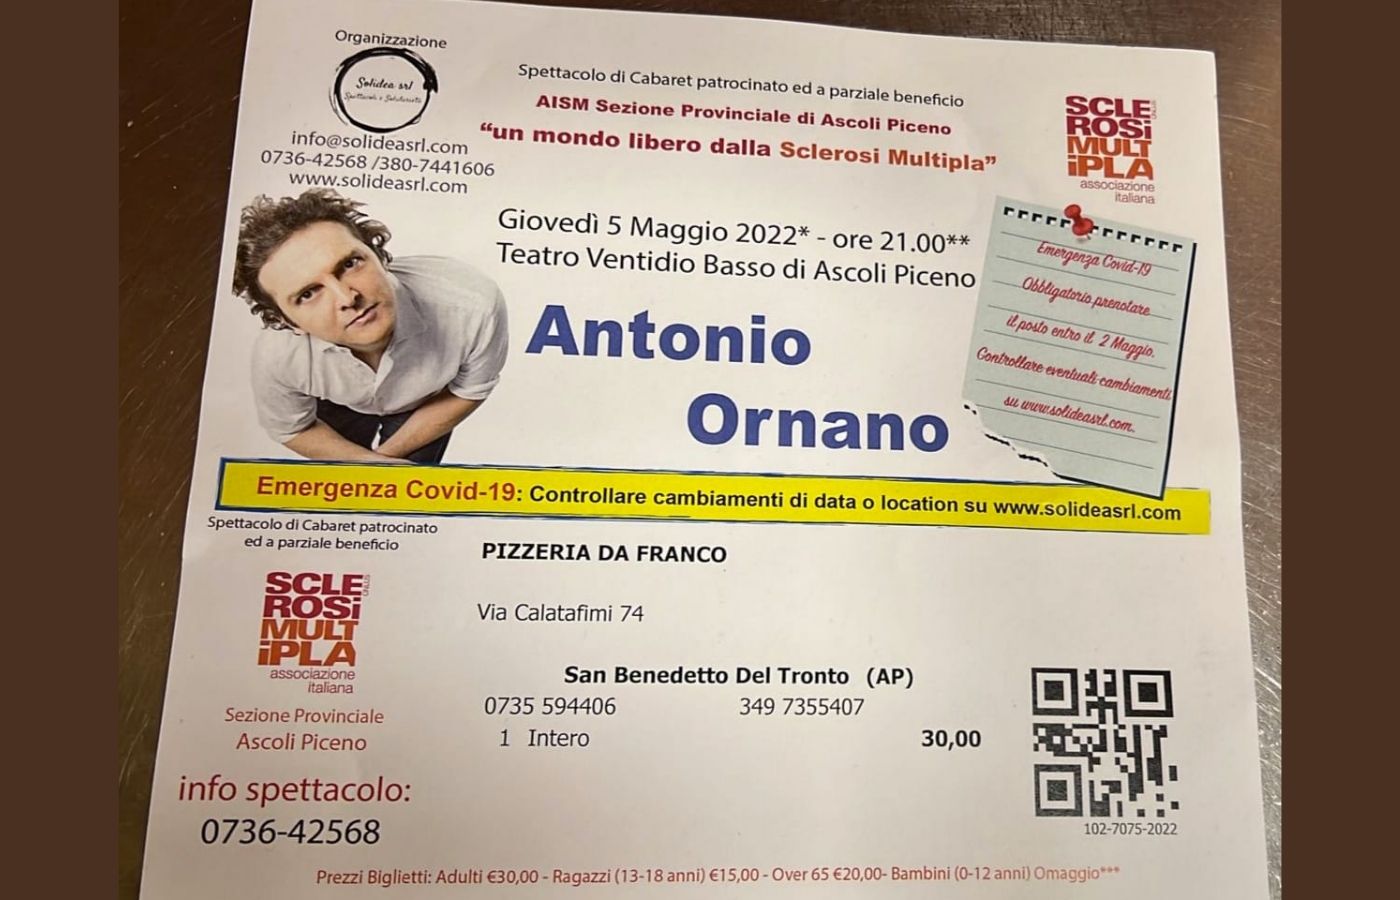 Organizzazione
Solidea srl
Spettacoli e Solidarietà
info@solideasrl.com
0736-42568 /380-7441606
www.solideasrl.com
Spettacolo di Cabaret patrocinato ed a parziale beneficio
AISM Sezione Provinciale di Ascoli Piceno
“un mondo libero dalla Sclerosi Multipla”
SCLE
ROSi
MULT
iPLA
ONLUS
associazione
italiana
Giovedì 5 Maggio 2022* - ore 21.00**
Teatro Ventidio Basso di Ascoli Piceno
Antonio
Ornano
Emergenza Covid-19
Obbligatorio prenotare
il posto entro il 2 Maggio.
Controllare eventuali cambiamenti
su www.solideasrl.com.
Emergenza Covid-19: Controllare cambiamenti di data o location su www.solideasrl.com
Spettacolo di Cabaret patrocinato
ed a parziale beneficio
SCLE
ROSi
MULT
iPLA
ONLUS
associazione
italiana
Sezione Provinciale
Ascoli Piceno
info spettacolo:
0736-42568
PIZZERIA DA FRANCO
Via Calatafimi 74
San Benedetto Del Tronto (AP)
0735 594406 349 7355407
1 Intero 30,00
102-7075-2022
Prezzi Biglietti: Adulti €30,00 - Ragazzi (13-18 anni) €15,00 - Over 65 €20,00- Bambini (0-12 anni) Omaggio***